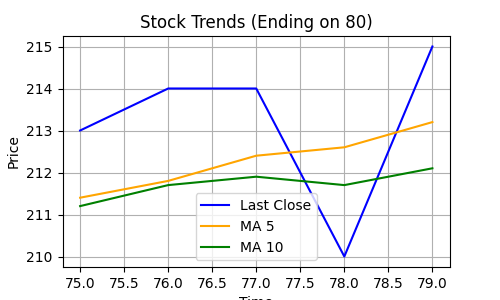 Stock Trends (Ending on 80)
Price
215
214
213
212
211
210
Last Close
MA 5
MA 10
75.0 75.5 76.0 76.5 77.0 77.5 78.0 78.5 79.0
Time